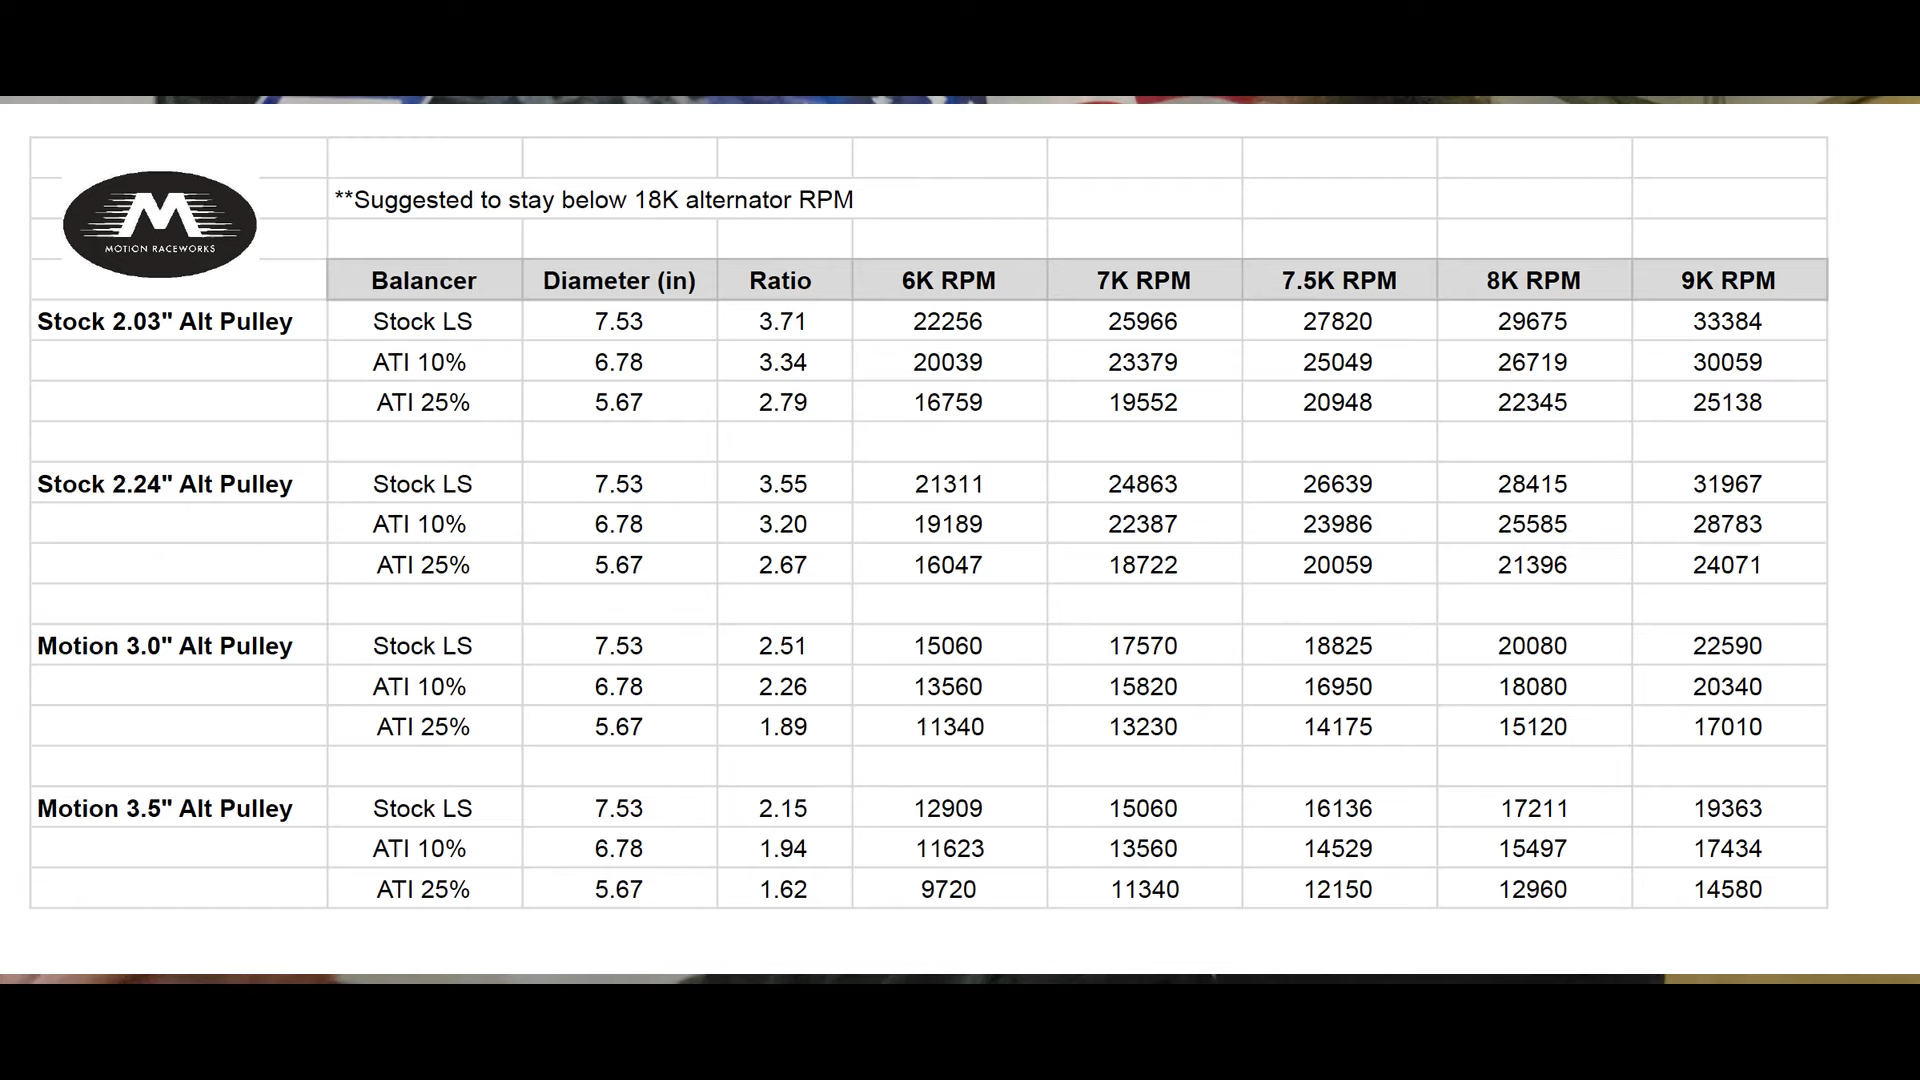 M
MOTION RACEWORKS
**Suggested to stay below 18K alternator RPM
Balancer Diameter (in) Ratio 6K RPM 7K RPM 7.5K RPM 8K RPM 9K RPM
Stock 2.03" Alt Pulley Stock LS 7.53 3.71 22256 25966 27820 29675 33384
ATI 10% 6.78 3.34 20039 23379 25049 26719 30059
ATI 25% 5.67 2.79 16759 19552 20948 22345 25138
Stock 2.24" Alt Pulley Stock LS 7.53 3.55 21311 24863 26639 28415 31967
ATI 10% 6.78 3.20 19189 22387 23986 25585 28783
ATI 25% 5.67 2.67 16047 18722 20059 21396 24071
Motion 3.0" Alt Pulley Stock LS 7.53 2.51 15060 17570 18825 20080 22590
ATI 10% 6.78 2.26 13560 15820 16950 18080 20340
ATI 25% 5.67 1.89 11340 13230 14175 15120 17010
Motion 3.5" Alt Pulley Stock LS 7.53 2.15 12909 15060 16136 17211 19363
ATI 10% 6.78 1.94 11623 13560 14529 15497 17434
ATI 25% 5.67 1.62 9720 11340 12150 12960 14580